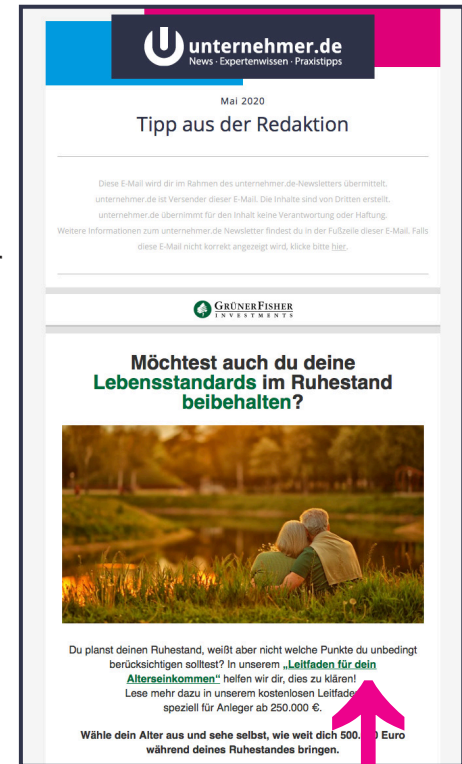 unternehmer.de
News · Expertenwissen · Praxistipps
Mai 2020
Tipp aus der Redaktion
Diese E-Mail wird dir im Rahmen des unternehmer.de-Newsletters übermittelt.
unternehmer.de ist Versender dieser E-Mail. Die Inhalte sind von Dritten erstellt.
unternehmer.de übernimmt für den Inhalt keine Verantwortung oder Haftung.
Weitere Informationen zum unternehmer.de Newsletter findest du in der Fußzeile dieser E-Mail. Falls
diese E-Mail nicht korrekt angezeigt wird, klicke bitte hier.
GRÜNERFISHER
INVESTMENTS
Möchtest auch du deine
Lebensstandards im Ruhestand
beibehalten?
Du planst deinen Ruhestand, weißt aber nicht welche Punkte du unbedingt
berücksichtigen solltest? In unserem „Leitfaden für dein
Alterseinkommen“ helfen wir dir, dies zu klären!
Lese mehr dazu in unserem kostenlosen
speziell für Anleger ab 250.000 €.
Wähle dein Alter aus und sehe selbst, wie weit dich Euro
während deines Ruhestandes bringen.